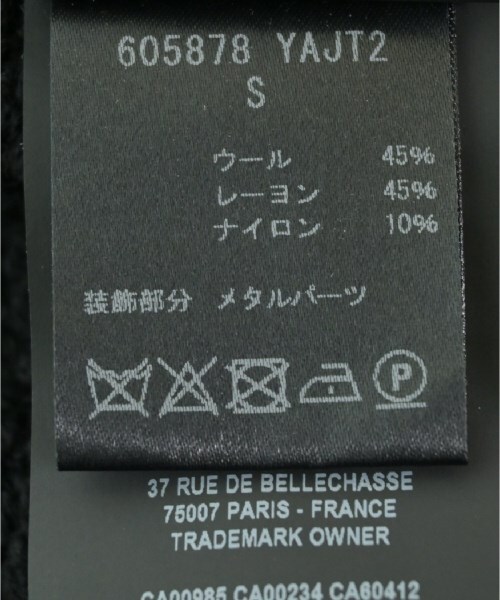 605878 YAJT2
S
ウール 45%
レーヨン 45%
ナイロン 10%
装飾部分 メタルパーツ
P
37 RUE DE BELLECHASSE
75007 PARIS - FRANCE
TRADEMARK OWNER
CA00985 CA00234 CA60412